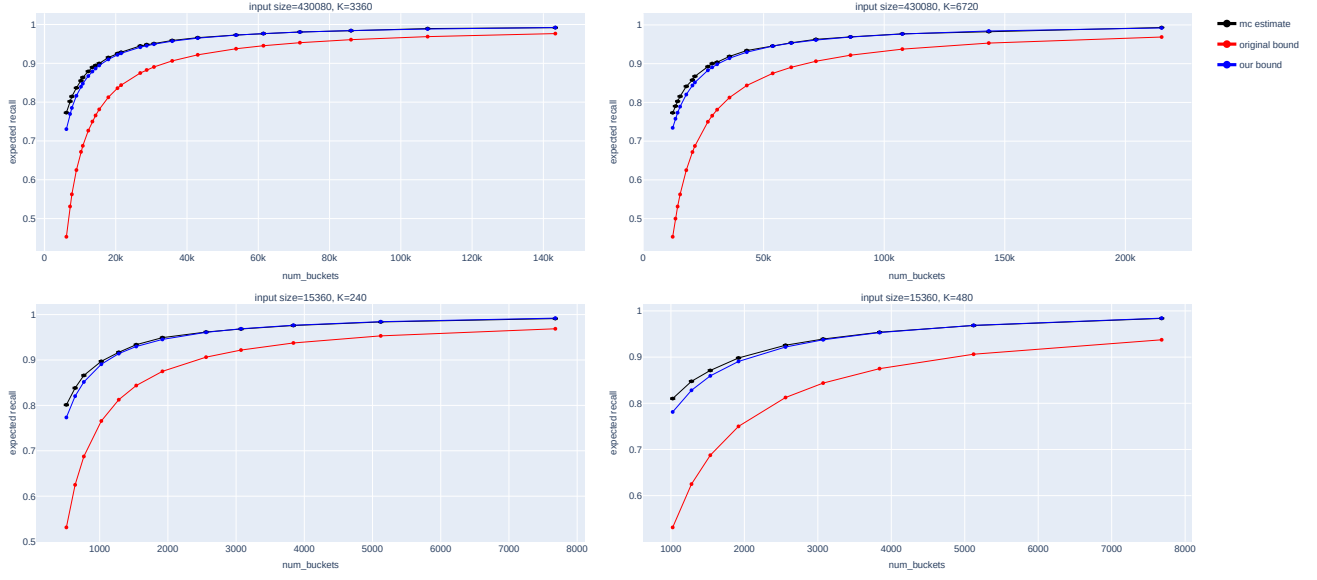 input size=430080, K=3360
input size=430080, K=6720
1
0.9
0.8
0.7
0.6
0.5
expected recall
0
20k
40k
60k
80k
100k
120k
140k
num_buckets
1
0.9
0.8
0.7
0.6
0.5
expected recall
0
50k
100k
150k
200k
num_buckets
mc estimate
original bound
our bound
input size=15360, K=240
input size=15360, K=480
1
0.9
0.8
0.7
0.6
0.5
expected recall
1000
2000
3000
4000
5000
6000
7000
8000
num_buckets
1
0.9
0.8
0.7
0.6
expected recall
1000
2000
3000
4000
5000
6000
7000
8000
num_buckets